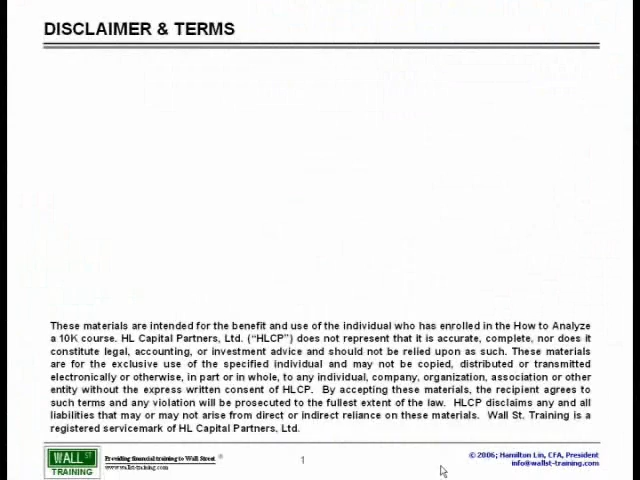 DISCLAIMER & TERMS
These materials are intended for the benefit and use of the individual who has enrolled in the How to Analyze
a 10K course. HL Capital Partners, Ltd. ("HLCP") does not represent that it is accurate, complete, nor does it
constitute legal, accounting, or investment advice and should not be relied upon as such. These materials
are for the exclusive use of the specified individual and may not be copied, distributed or transmitted
electronically or otherwise, in part or in whole, to any individual, company, organization, association or other
entity without the express written consent of HLCP. By accepting these materials, the recipient agrees to
such terms and any violation will be prosecuted to the fullest extent of the law. HLCP disclaims any and all
liabilities that may or may not arise from direct or indirect reliance on these materials. Wall St. Training is a
registered servicemark of HL Capital Partners, Ltd.
WALL ST
TRAINING
Providing financial training to Wall Street ®
www.wallst-training.com
1
© 2006; Hamilton Lin, CFA, President
info@wallst-training.com